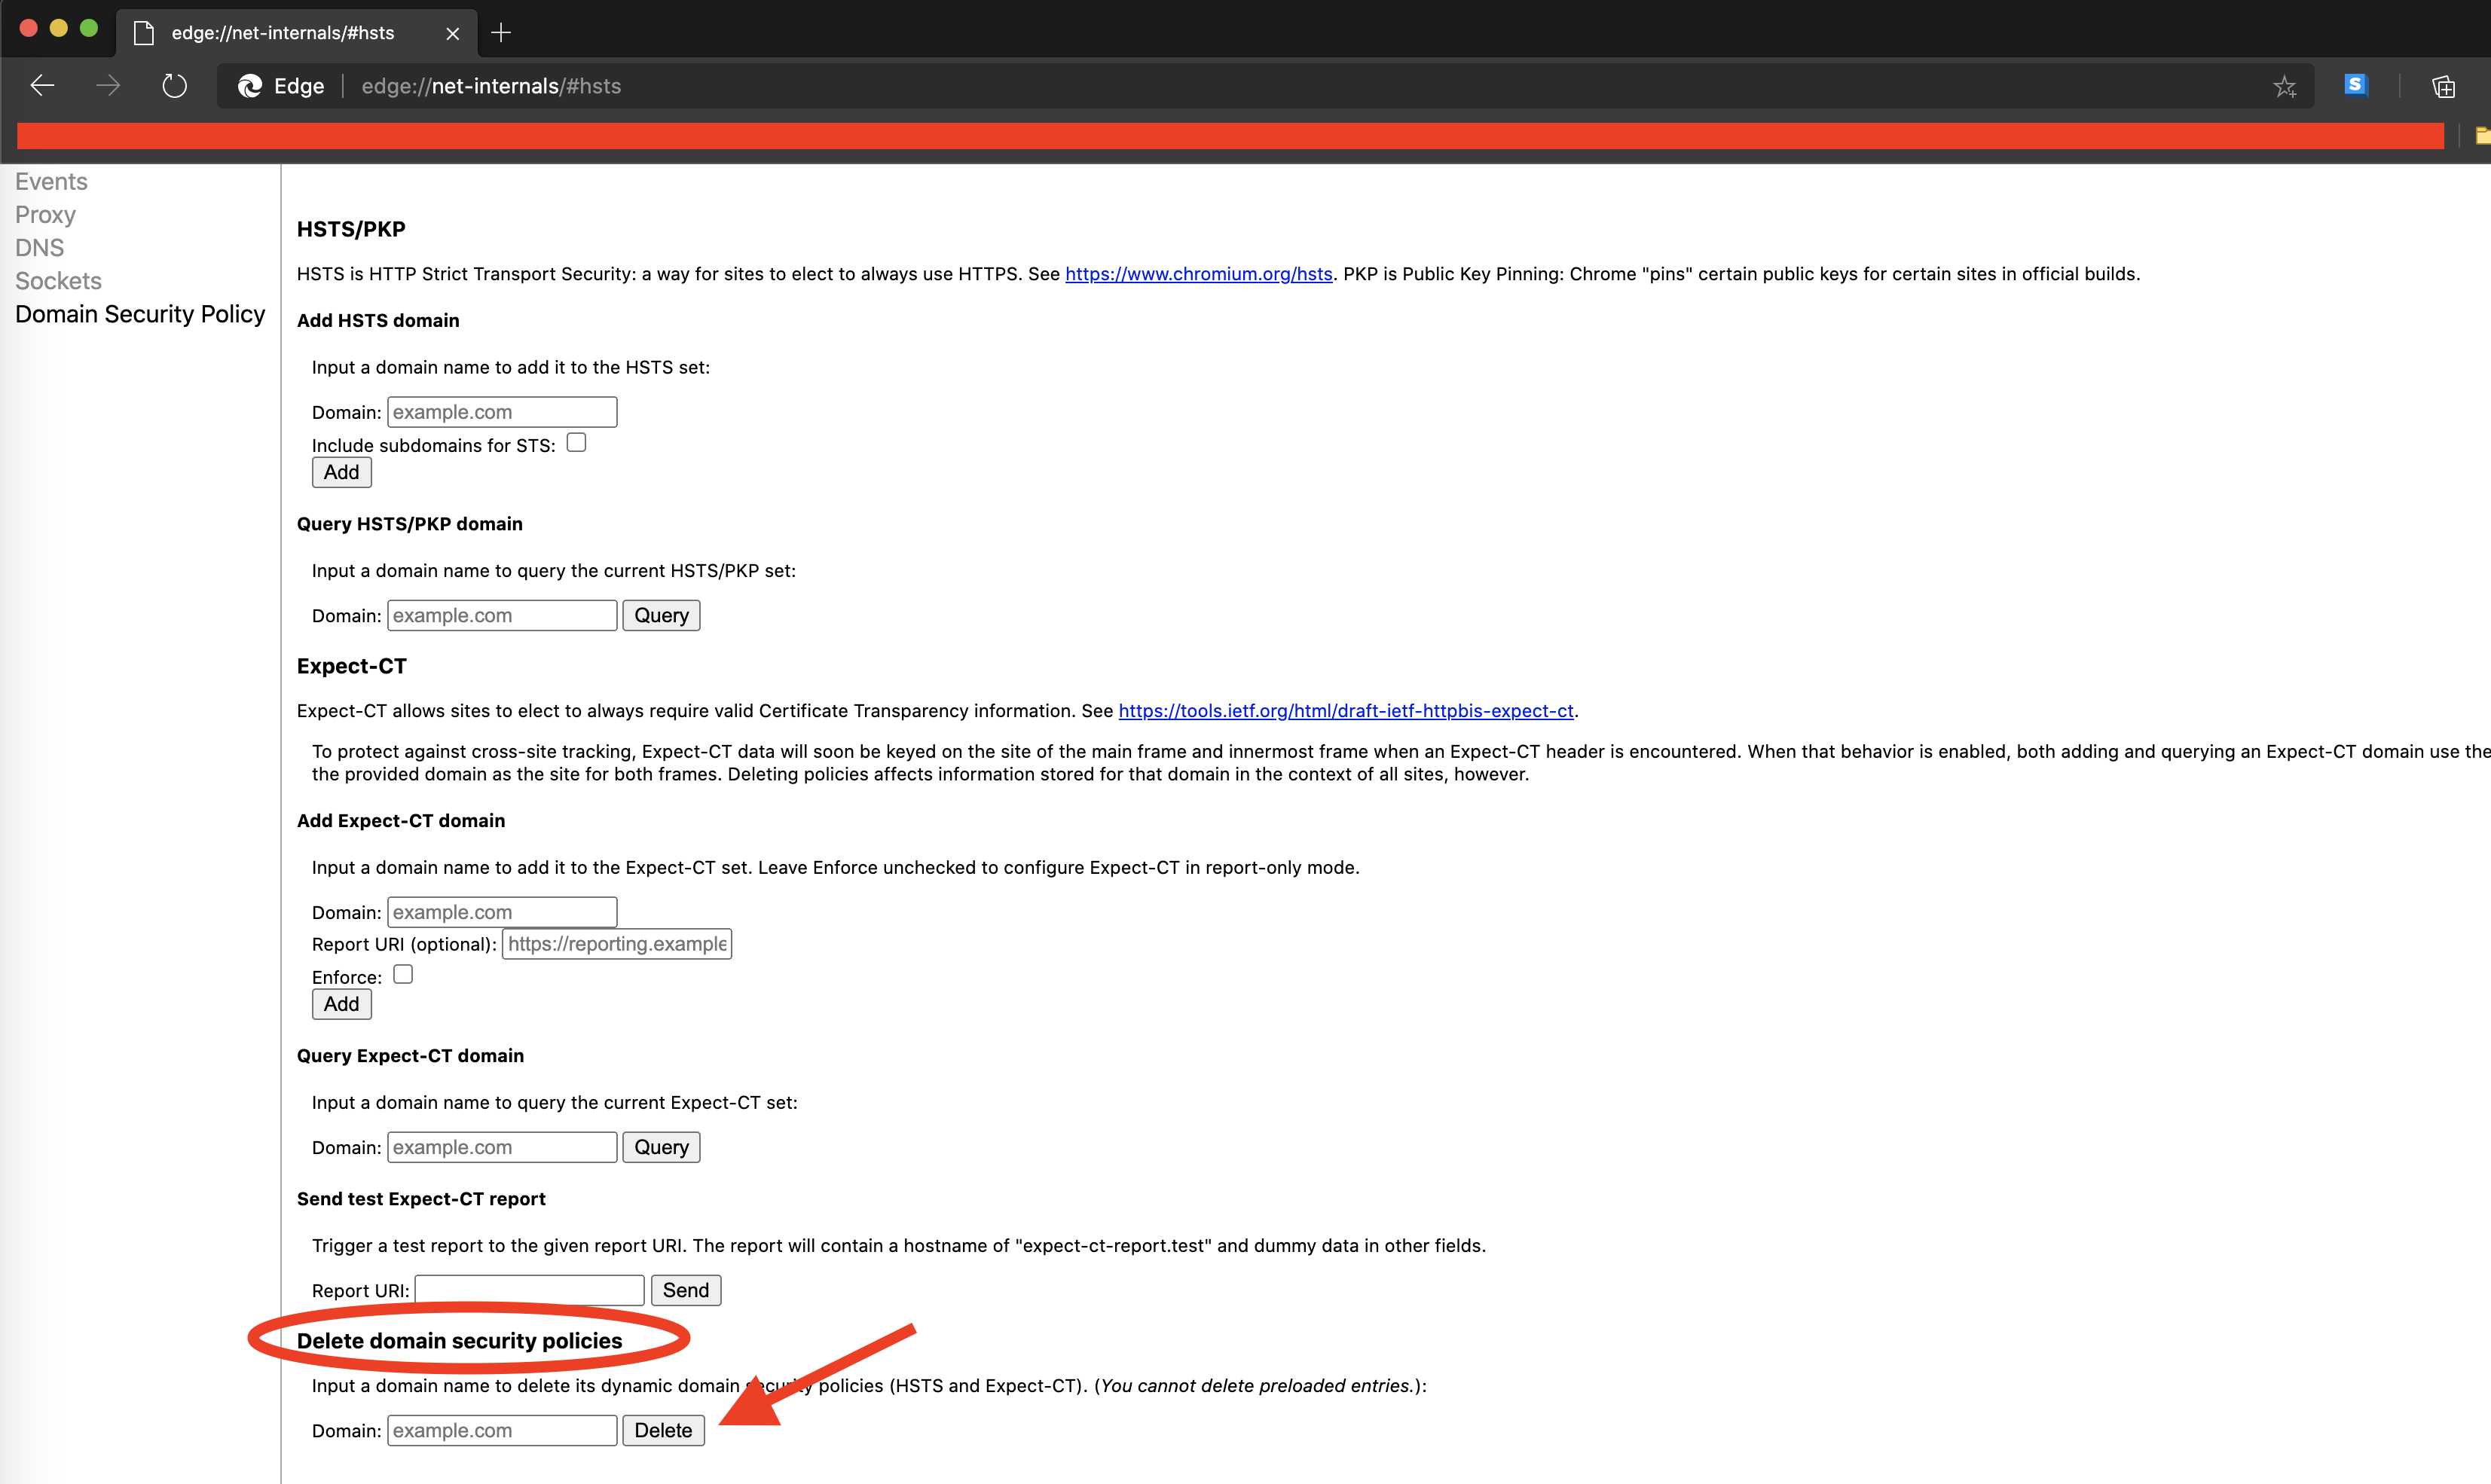 edge://net-internals/#hsts
Edge | edge://net-internals/#hsts
S
Events
Proxy
DNS
Sockets
Domain Security Policy
HSTS/PKP
HSTS is HTTP Strict Transport Security: a way for sites to elect to always use HTTPS. See https://www.chromium.org/hsts. PKP is Public Key Pinning: Chrome "pins" certain public keys for certain sites in official builds.
Add HSTS domain
Input a domain name to add it to the HSTS set:
Domain: example.com
Include subdomains for STS:
Add
Query HSTS/PKP domain
Input a domain name to query the current HSTS/PKP set:
Domain: example.com Query
Expect-CT
Expect-CT allows sites to elect to always require valid Certificate Transparency information. See https://tools.ietf.org/html/draft-ietf-httpbis-expect-ct.
To protect against cross-site tracking, Expect-CT data will soon be keyed on the site of the main frame and innermost frame when an Expect-CT header is encountered. When that behavior is enabled, both adding and querying an Expect-CT domain use the
the provided domain as the site for both frames. Deleting policies affects information stored for that domain in the context of all sites, however.
Add Expect-CT domain
Input a domain name to add it to the Expect-CT set. Leave Enforce unchecked to configure Expect-CT in report-only mode.
Domain: example.com
Report URI (optional): https://reporting.example
Enforce:
Add
Query Expect-CT domain
Input a domain name to query the current Expect-CT set:
Domain: example.com Query
Send test Expect-CT report
Trigger a test report to the given report URI. The report will contain a hostname of "expect-ct-report.test" and dummy data in other fields.
Report URI: Send
Delete domain security policies
Input a domain name to delete its dynamic domain security policies (HSTS and Expect-CT). (You cannot delete preloaded entries.):
Domain: example.com Delete